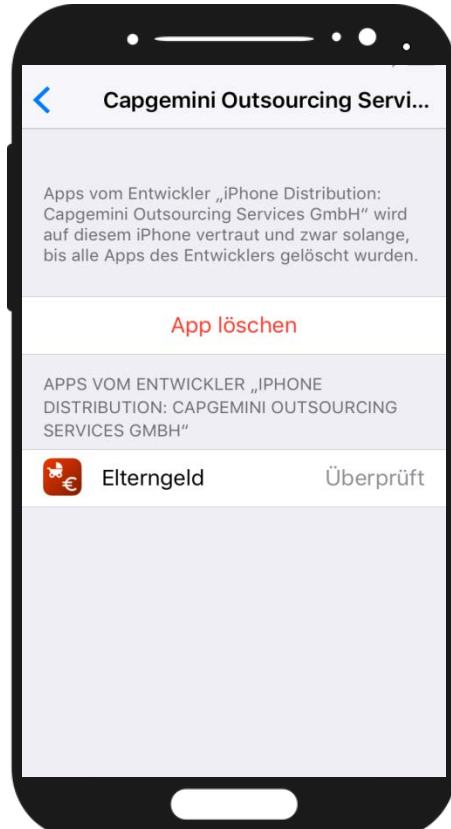 Capgemini Outsourcing Servi...
Apps vom Entwickler „iPhone Distribution:
Capgemini Outsourcing Services GmbH“ wird
auf diesem iPhone vertraut und zwar solange,
bis alle Apps des Entwicklers gelöscht wurden.
App löschen
APPS VOM ENTWICKLER „IPHONE
DISTRIBUTION: CAPGEMINI OUTSOURCING
SERVICES GMBH“
€ Elterngeld Überprüft